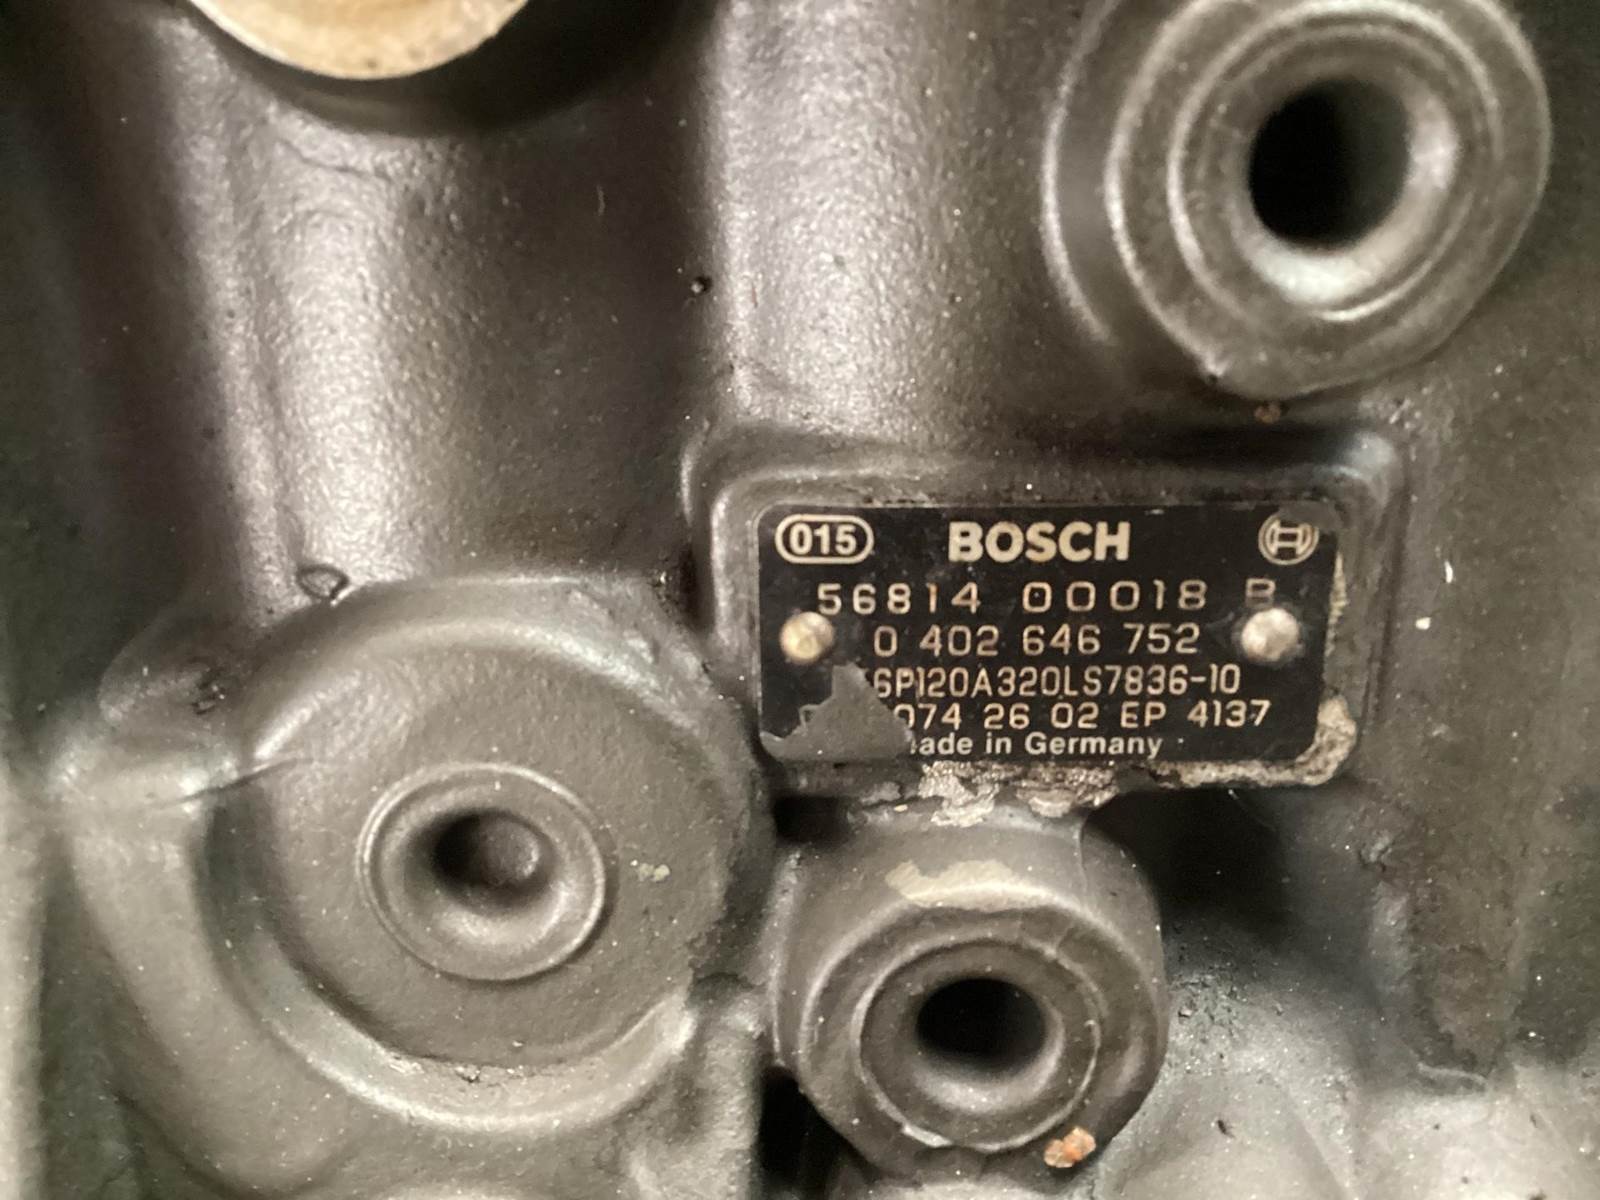 015 BOSCH
56814 00018
0 402 646 752
6P120A320LS7836-10
074 26 02 EP 4137
ade in Germany